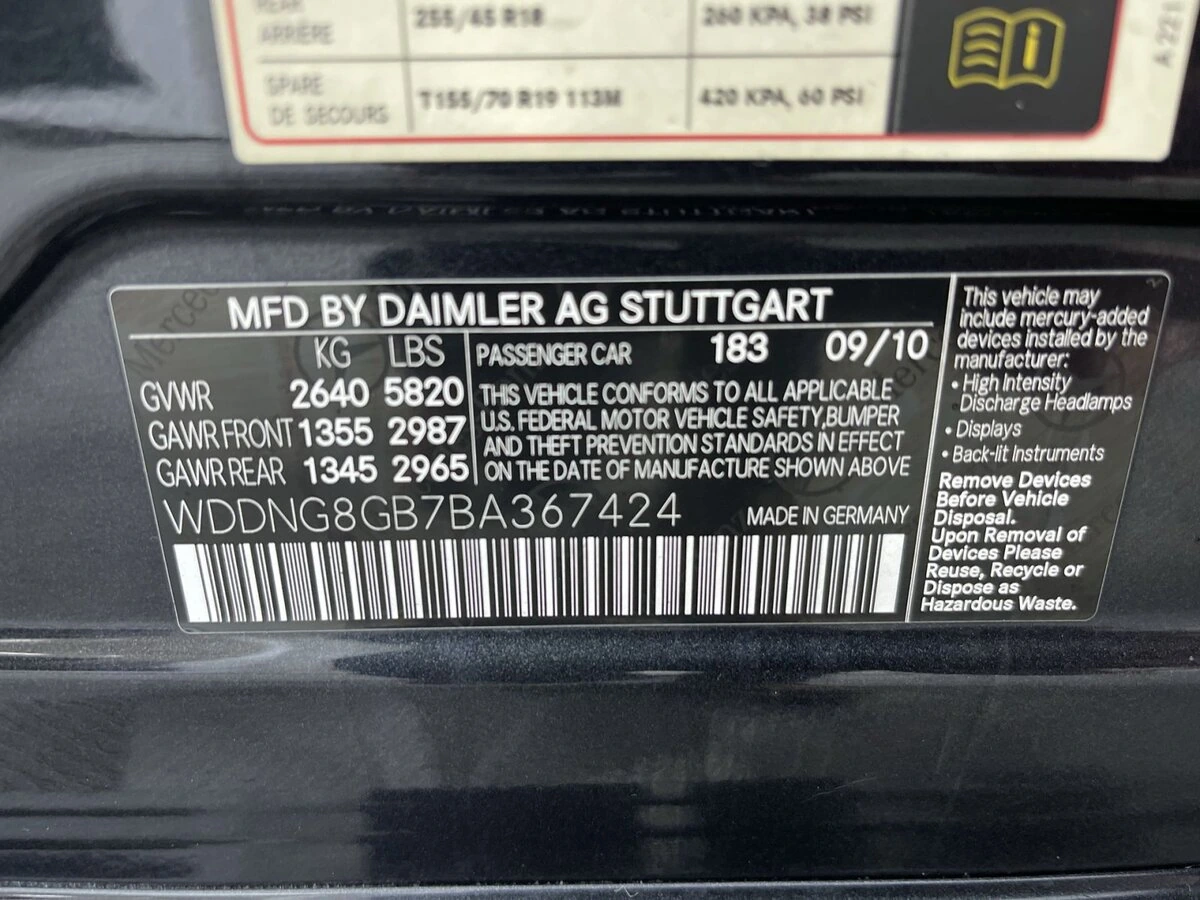 REAR 255/45 R18 260 KPA, 38 PSI
ARRIÈRE
SPARE T155/70 R19 113M 420 KPA, 60 PSI
DE SECOURS
A 221
MFD BY DAIMLER AG STUTTGART
KG LBS
GVWR 2640 5820
GAWR FRONT 1355 2987
GAWR REAR 1345 2965
PASSENGER CAR 183 09/10
THIS VEHICLE CONFORMS TO ALL APPLICABLE
U.S. FEDERAL MOTOR VEHICLE SAFETY,BUMPER
AND THEFT PREVENTION STANDARDS IN EFFECT
ON THE DATE OF MANUFACTURE SHOWN ABOVE
WDDNG8GB7BA367424 MADE IN GERMANY
This vehicle may
include mercury-added
devices installed by the
manufacturer:
• High Intensity
Discharge Headlamps
• Displays
• Back-lit Instruments
Remove Devices
Before Vehicle
Disposal.
Upon Removal of
Devices Please
Reuse, Recycle or
Dispose as
Hazardous Waste.